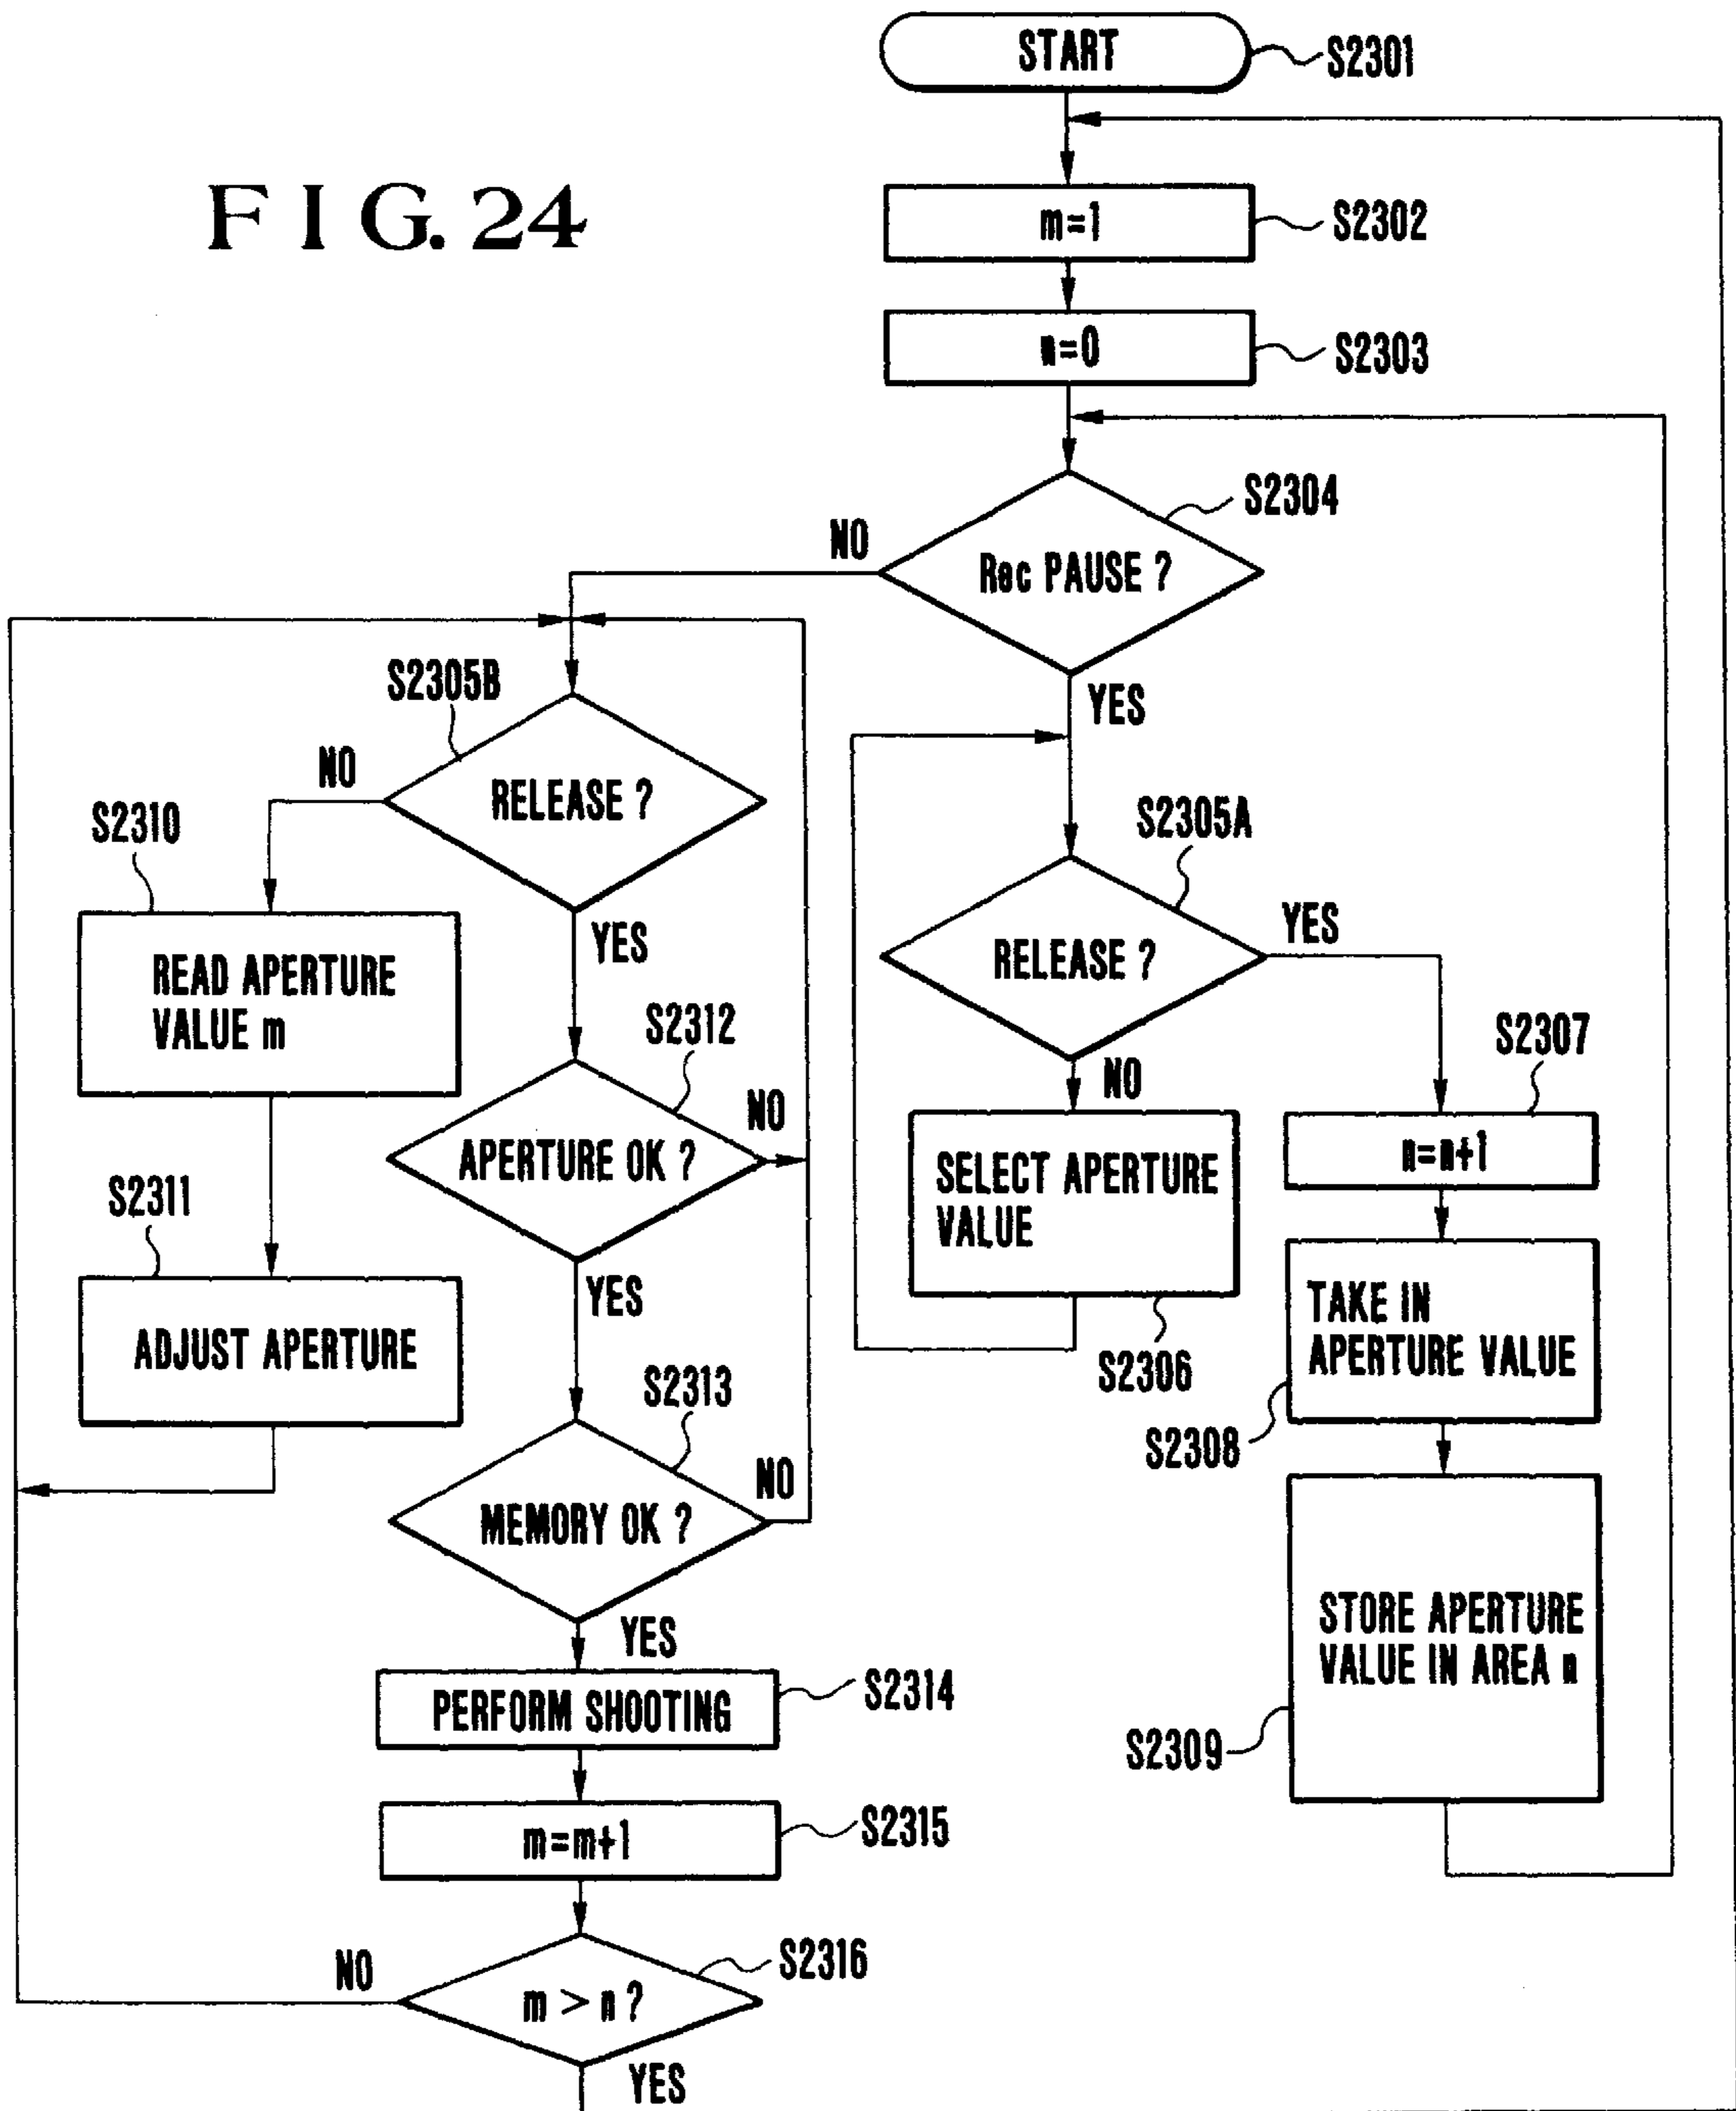 FIG. 24
START
S2301
m=1
S2302
n=0
S2303
Rec PAUSE ?
S2304
NO
YES
S2305B
RELEASE ?
NO
YES
S2305A
RELEASE ?
YES
NO
S2310
READ APERTURE
VALUE m
S2311
ADJUST APERTURE
S2312
APERTURE OK ?
NO
YES
SELECT APERTURE
VALUE
S2306
S2307
n=n+1
TAKE IN
APERTURE VALUE
S2308
STORE APERTURE
VALUE IN AREA n
S2309
S2313
MEMORY OK ?
NO
YES
PERFORM SHOOTING
S2314
m=m+1
S2315
m > n ?
S2316
NO
YES